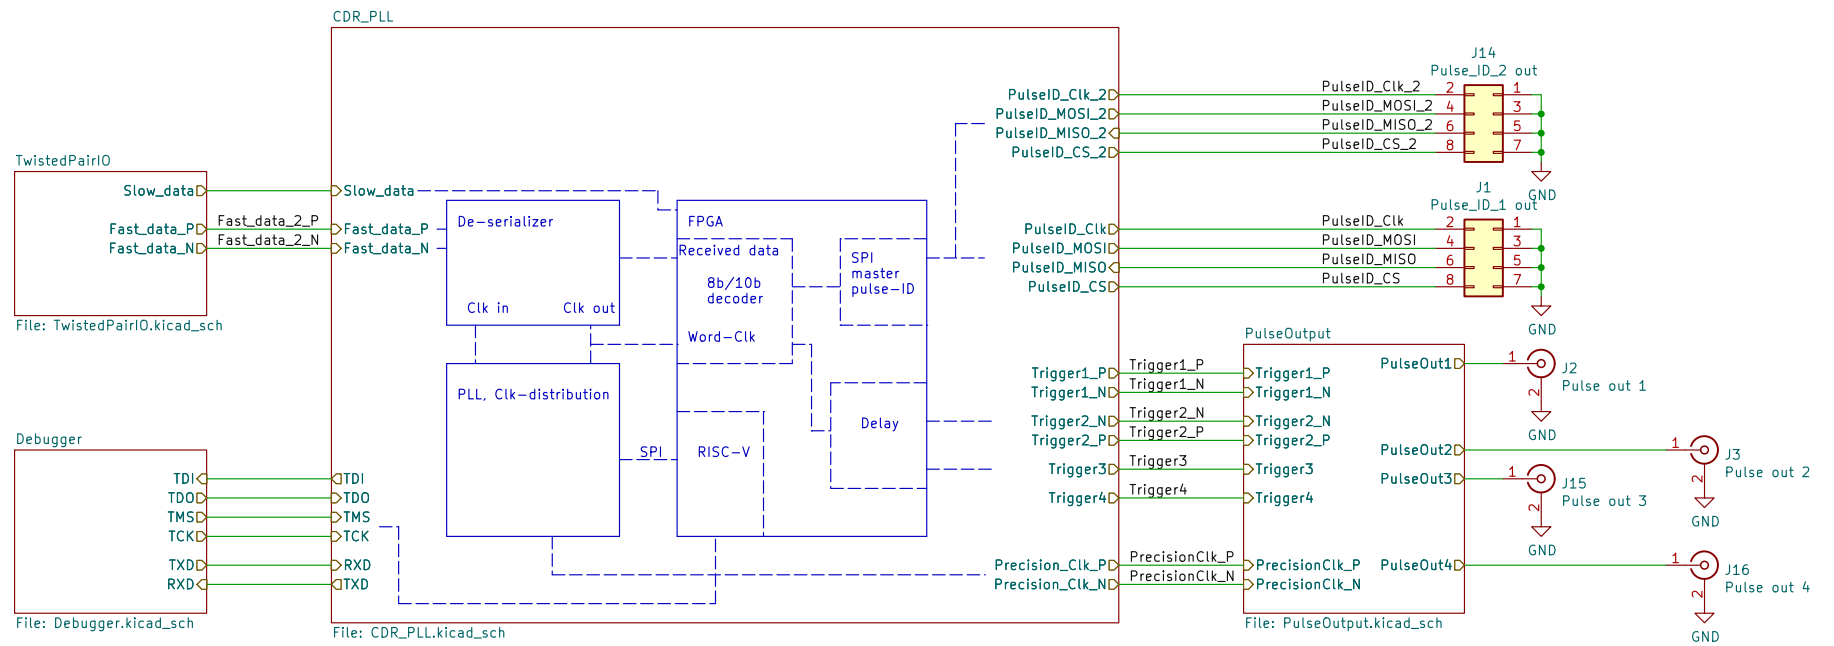 CDR_PLL
TwistedPairIO
Slow_data
Fast_data_P
Fast_data_N
File: TwistedPairIO.kicad_sch
Fast_data_2_P
Fast_data_2_N
Slow_data
Fast_data_P
Fast_data_N
De-serializer
Clk in
Clk out
FPGA
Received data
8b/10b
decoder
Word-Clk
SPI
master
pulse-ID
PLL, Clk-distribution
SPI
RISC-V
Delay
Debugger
TDI
TDO
TMS
TCK
TXD
RXD
File: Debugger.kicad_sch
TDI
TDO
TMS
TCK
RXD
TXD
File: CDR_PLL.kicad_sch
PulseID_Clk_2
PulseID_MOSI_2
PulseID_MISO_2
PulseID_CS_2
PulseID_Clk
PulseID_MOSI
PulseID_MISO
PulseID_CS
Trigger1_P
Trigger1_N
Trigger2_N
Trigger2_P
Trigger3
Trigger4
Precision_Clk_P
Precision_Clk_N
PulseID_Clk_2
PulseID_MOSI_2
PulseID_MISO_2
PulseID_CS_2
J14
Pulse_ID_2 out
2 1
4 3
6 5
8 7
GND
PulseID_Clk
PulseID_MOSI
PulseID_MISO
PulseID_CS
J1
Pulse_ID_1 out
2 1
4 3
6 5
8 7
GND
Trigger1_P
Trigger1_N
Trigger2_N
Trigger2_P
Trigger3
Trigger4
PrecisionClk_P
PrecisionClk_N
PulseOutput
Trigger1_P
Trigger1_N
Trigger2_N
Trigger2_P
Trigger3
Trigger4
PrecisionClk_P
PrecisionClk_N
PulseOut1
PulseOut2
PulseOut3
PulseOut4
File: PulseOutput.kicad_sch
1
2
J2
Pulse out 1
GND
1
2
J3
Pulse out 2
GND
1
2
J15
Pulse out 3
GND
1
2
J16
Pulse out 4
GND